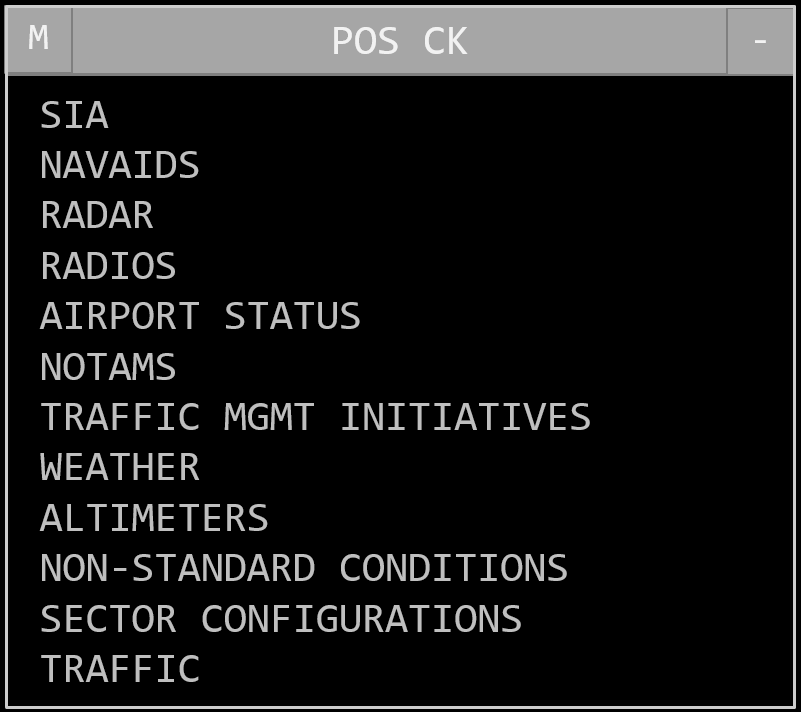 M POS CK -
SIA
NAVAIDS
RADAR
RADIOS
AIRPORT STATUS
NOTAMS
TRAFFIC MGMT INITIATIVES
WEATHER
ALTIMETERS
NON-STANDARD CONDITIONS
SECTOR CONFIGURATIONS
TRAFFIC